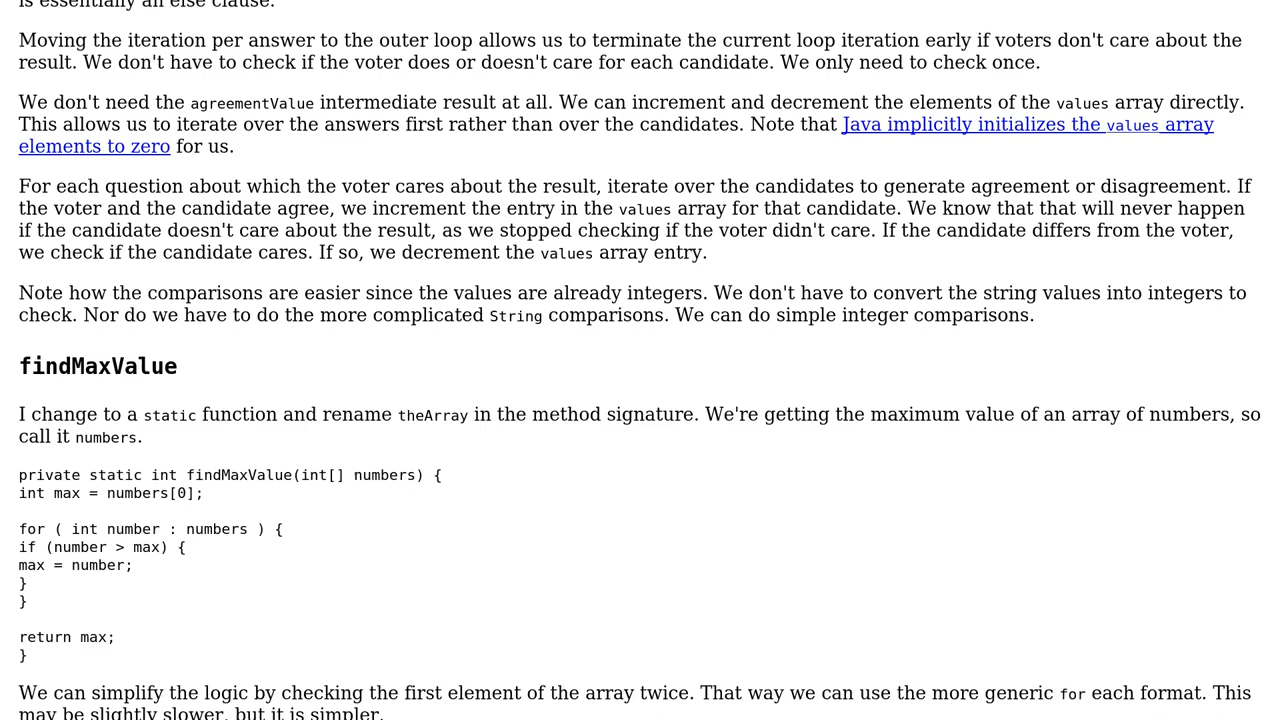 is essentially an else clause.
Moving the iteration per answer to the outer loop allows us to terminate the current loop iteration early if voters don't care about the
result. We don't have to check if the voter does or doesn't care for each candidate. We only need to check once.
We don't need the agreementValue intermediate result at all. We can increment and decrement the elements of the values array directly.
This allows us to iterate over the answers first rather than over the candidates. Note that Java implicitly initializes the values array
elements to zero for us.
For each question about which the voter cares about the result, iterate over the candidates to generate agreement or disagreement. If
the voter and the candidate agree, we increment the entry in the values array for that candidate. We know that that will never happen
if the candidate doesn't care about the result, as we stopped checking if the voter didn't care. If the candidate differs from the voter,
we check if the candidate cares. If so, we decrement the values array entry.
Note how the comparisons are easier since the values are already integers. We don't have to convert the string values into integers to
check. Nor do we have to do the more complicated String comparisons. We can do simple integer comparisons.
findMaxValue
I change to a static function and rename theArray in the method signature. We're getting the maximum value of an array of numbers, so
call it numbers.
private static int findMaxValue(int[] numbers) {
int max = numbers[0];
for ( int number : numbers ) {
if (number > max) {
max = number;
}
}
return max;
}
We can simplify the logic by checking the first element of the array twice. That way we can use the more generic for each format. This
may be slightly slower, but it is simpler.